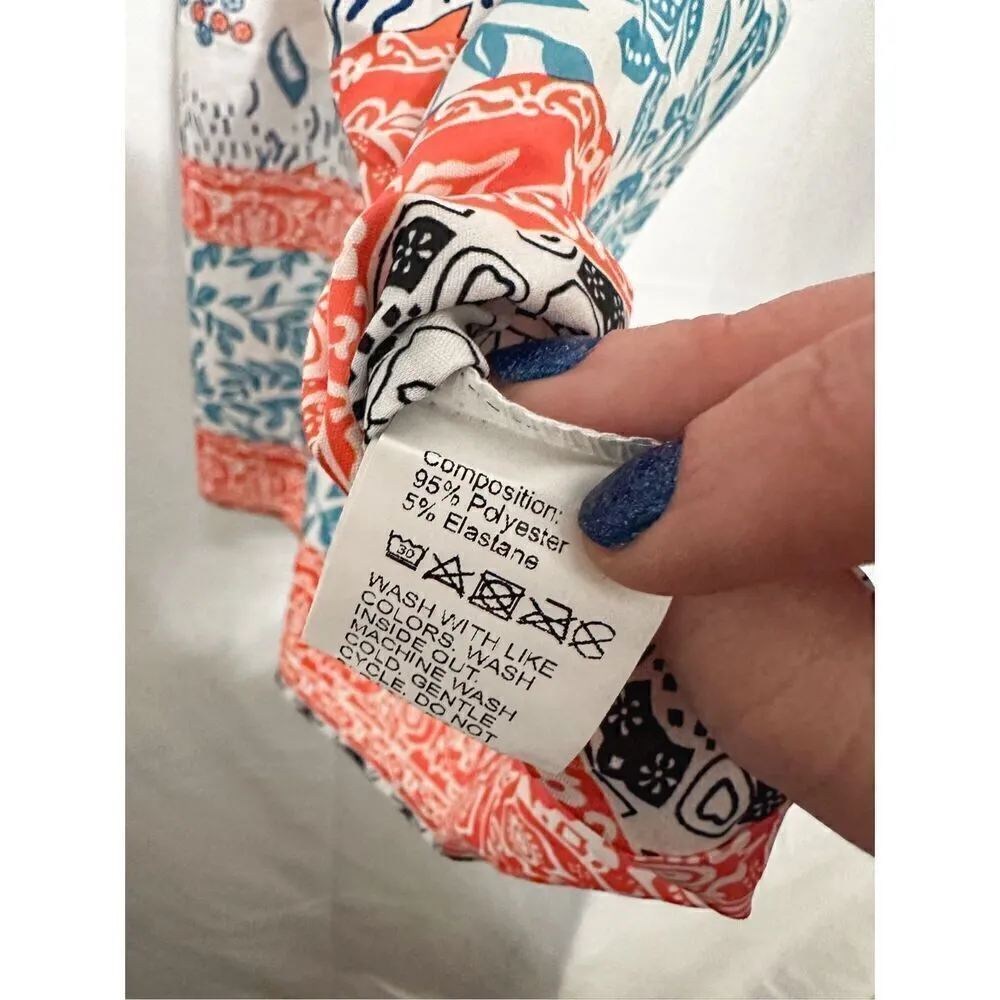 Composition:
95% Polyester
5% Elastane
30
WASH WITH LIKE
COLORS. WASH
INSIDE OUT.
MACHINE WASH
COLD. GENTLE
CYCLE. DO NOT